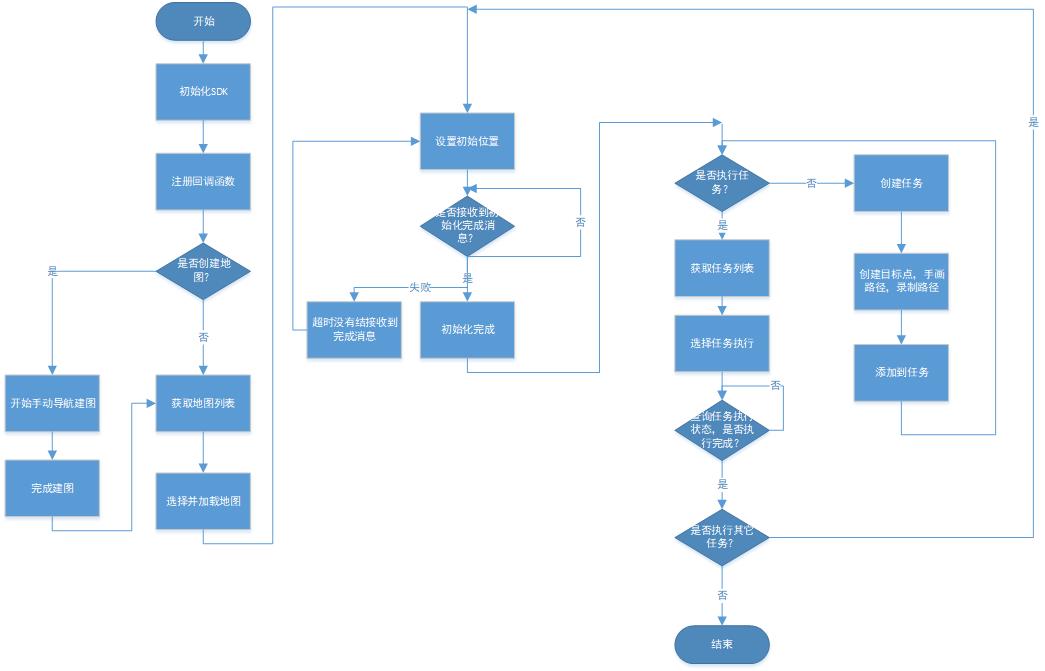 开始
初始化SDK
注册回调函数
是否创建地
图？
是
否
开始手动导航建图
完成建图
获取地图列表
选择并加载地图
设置初始位置
是否接收到初
始化完成消
息？
否
是
失败
超时没有结接收到
完成消息
初始化完成
是否执行任
务？
否
是
创建任务
创建目标点，手画
路径，录制路径
添加到任务
获取任务列表
选择任务执行
查询任务执行
状态，是否执
行完成？
否
是
是否执行其它
任务？
是
否
结束